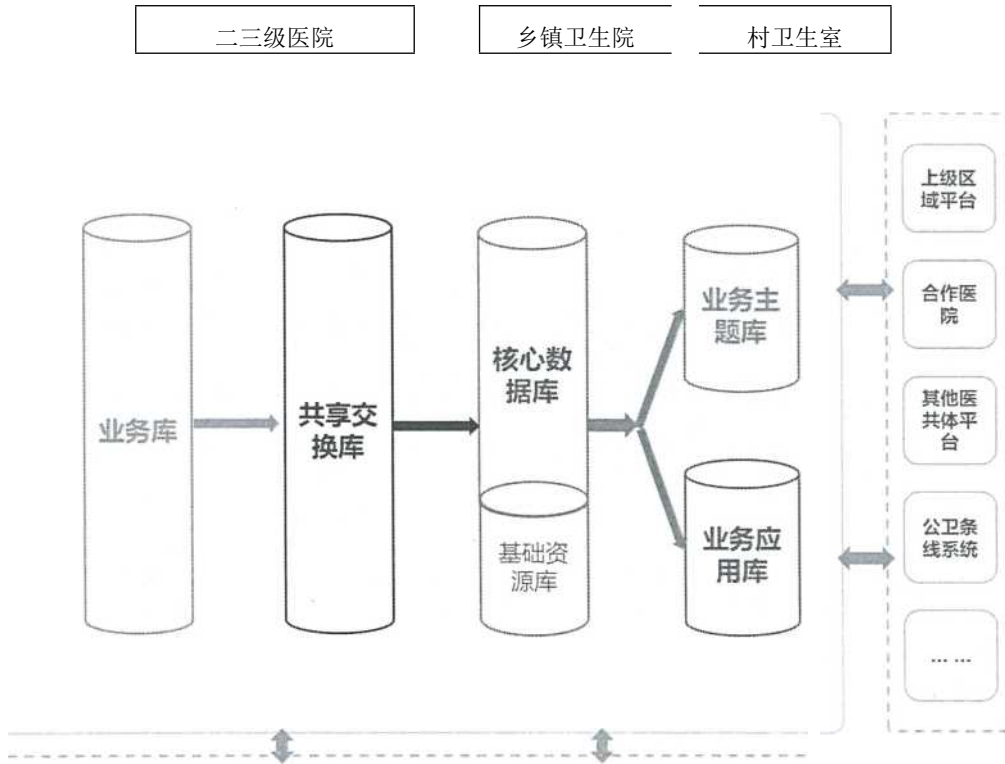 二三级医院
乡镇卫生院
村卫生室
业务库
共享交
换库
核心数
据库
基础资
源库
业务主
题库
业务应
用库
上级区
域平台
合作医
院
其他医
共体平
台
公卫条
线系统
... ...